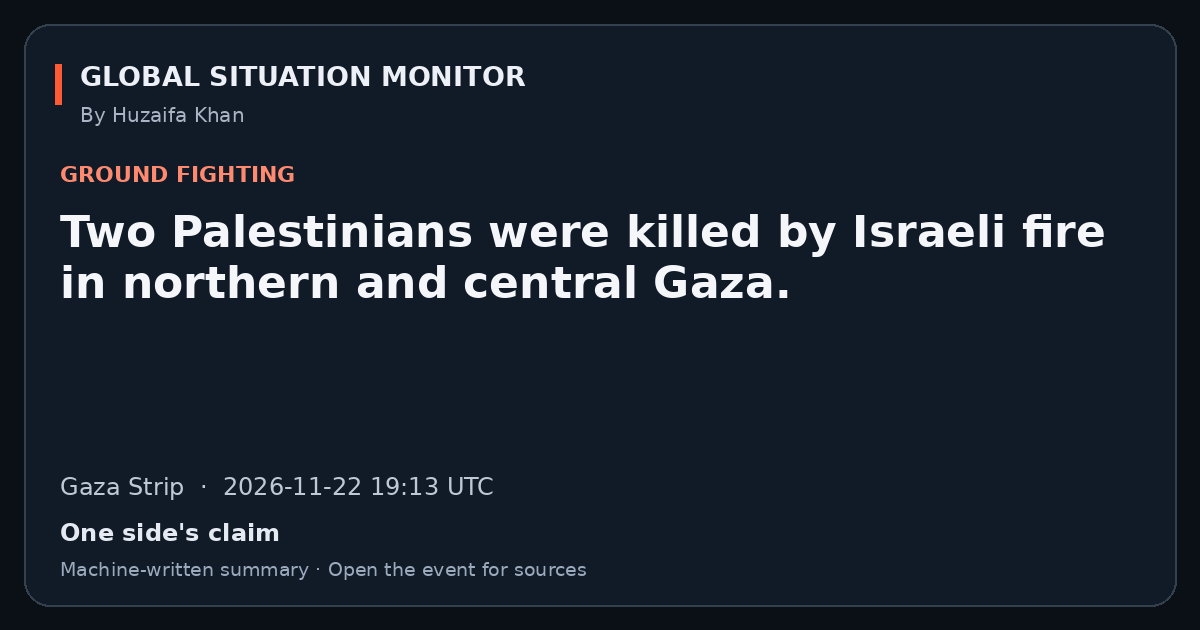 GLOBAL SITUATION MONITOR
By Huzaifa Khan
GROUND FIGHTING
Two Palestinians were killed by Israeli fire
in northern and central Gaza.
Gaza Strip · 2026-11-22 19:13 UTC
One side's claim
Machine-written summary · Open the event for sources